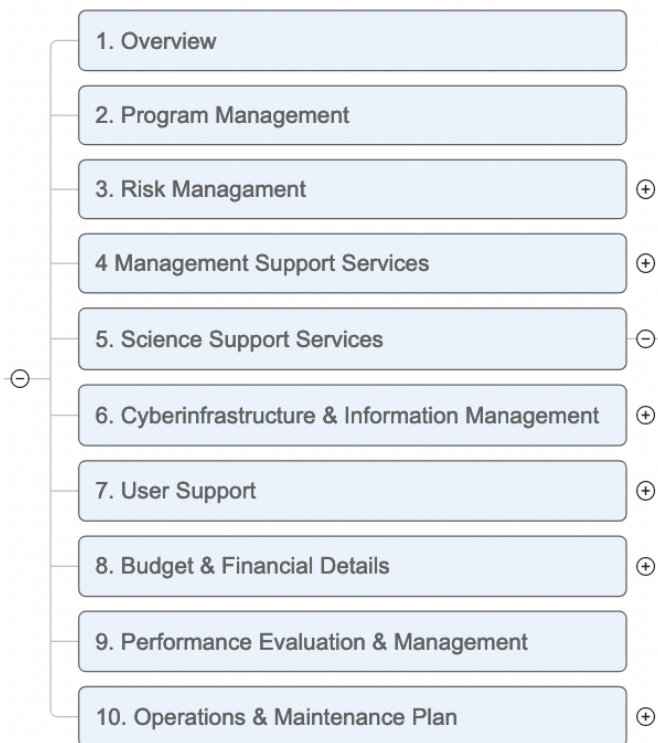 1. Overview
2. Program Management
3. Risk Managament
4 Management Support Services
5. Science Support Services
6. Cyberinfrastructure & Information Management
7. User Support
8. Budget & Financial Details
9. Performance Evaluation & Management
10. Operations & Maintenance Plan